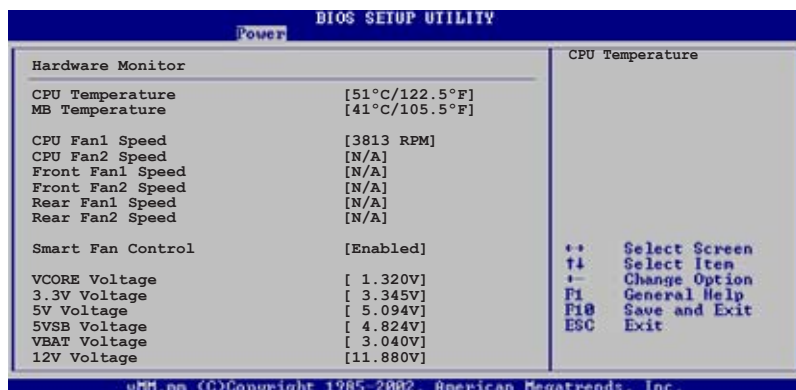 BIOS SETUP UTILITY
Power
Hardware Monitor
CPU Temperature [51°C/122.5°F]
MB Temperature [41°C/105.5°F]
CPU Fan1 Speed [3813 RPM]
CPU Fan2 Speed [N/A]
Front Fan1 Speed [N/A]
Front Fan2 Speed [N/A]
Rear Fan1 Speed [N/A]
Rear Fan2 Speed [N/A]
Smart Fan Control [Enabled]
VCORE Voltage [ 1.320V]
3.3V Voltage [ 3.345V]
5V Voltage [ 5.094V]
5VSB Voltage [ 4.824V]
VBAT Voltage [ 3.040V]
12V Voltage [11.880V]
CPU Temperature
↔ Select Screen
↑↓ Select Item
+- Change Option
F1 General Help
F10 Save and Exit
ESC Exit
(C)Copyright 1985-2002, American Megatrends, Inc.